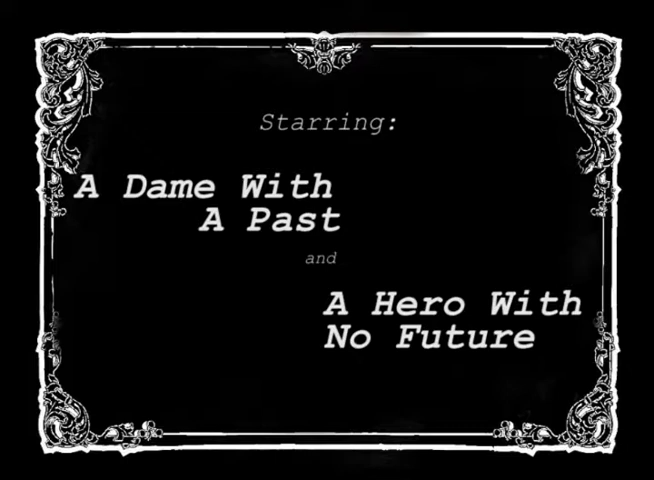 Starring:
A Dame With
A Past
and
A Hero With
No Future